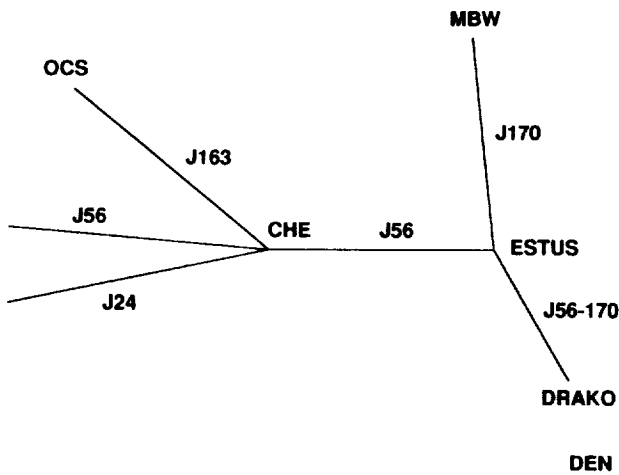 MBW
OCS
J170
J163
J56
CHE
J56
ESTUS
J24
J56-170
DRAKO
DEN